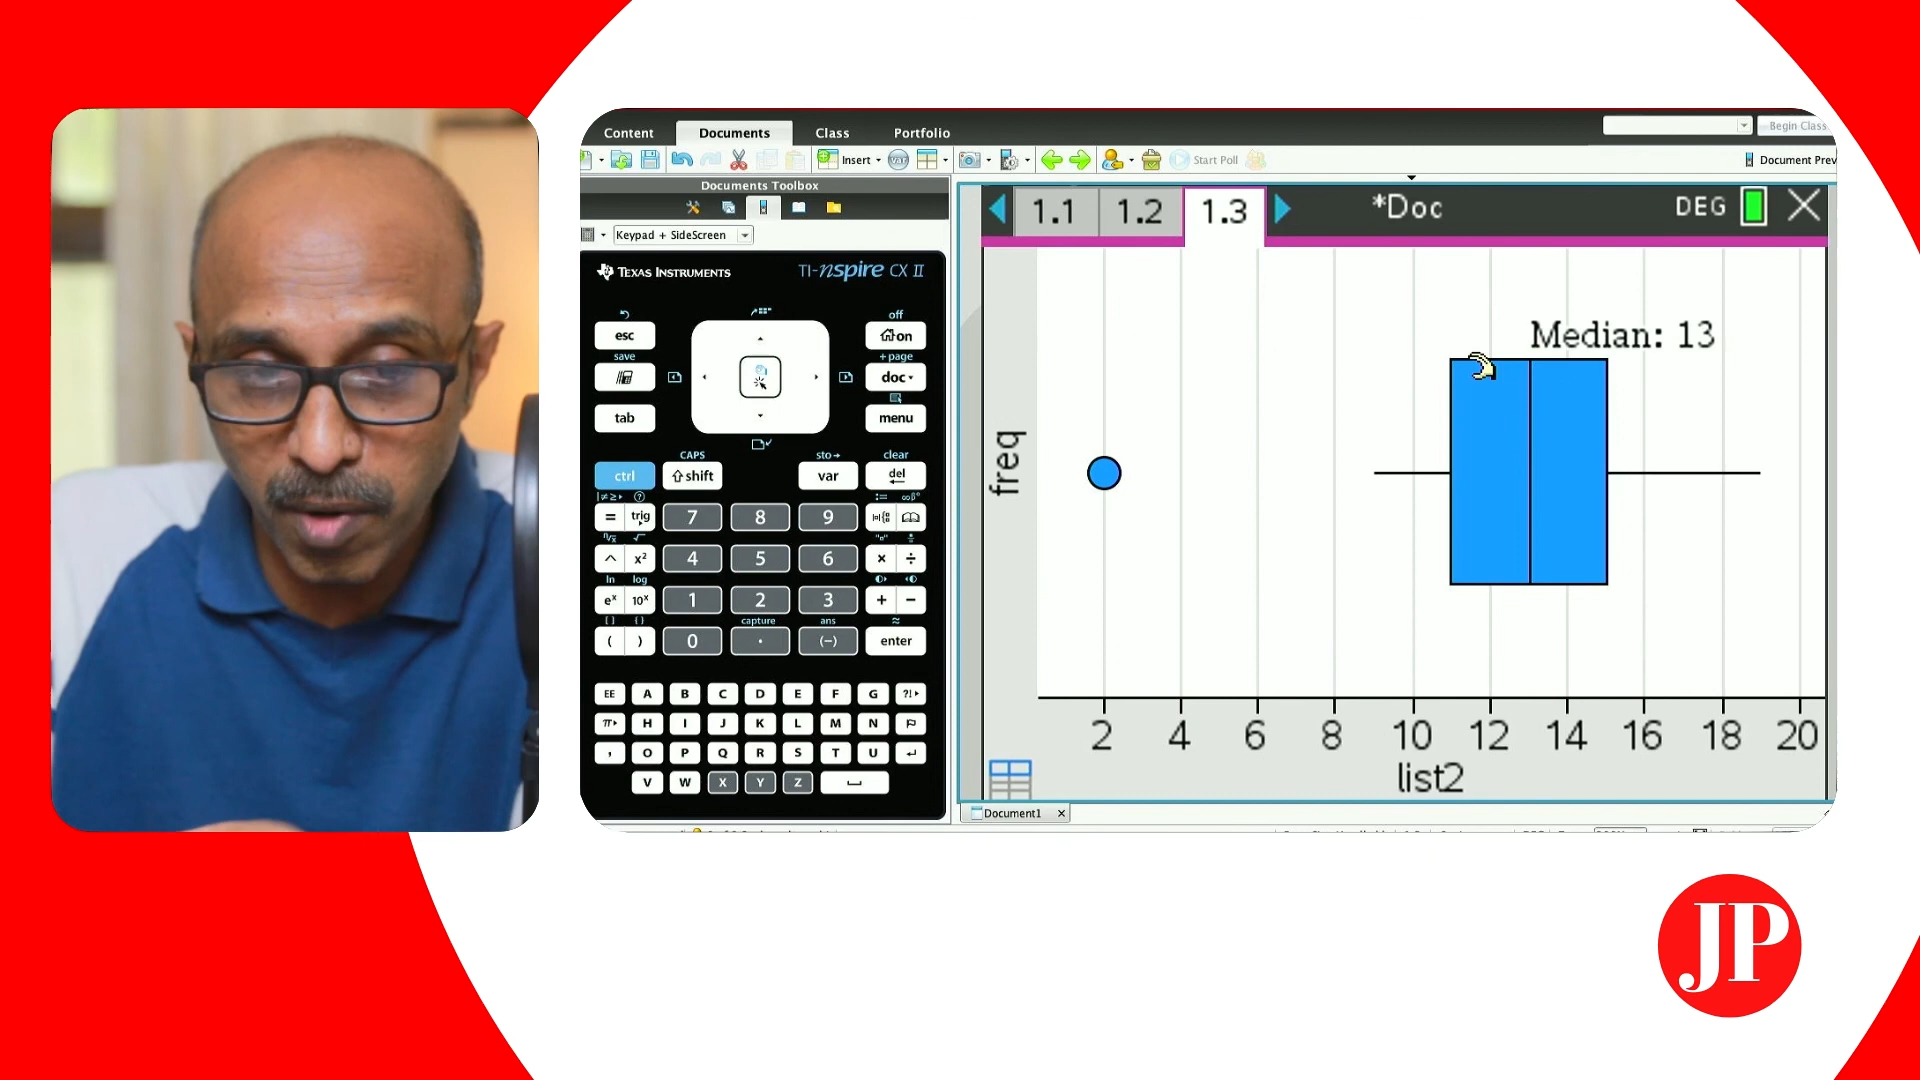 Content Documents Class Portfolio
Begin Class
Insert
Start Poll
Document Prev
Documents Toolbox
Keypad + SideScreen
TEXAS INSTRUMENTS TI-nspire CX II
off
esc
on
save
+ page
doc
tab
menu
CAPS
sto→
clear
ctrl
shift
var
del
= trig 7 8 9
^ x² 4 5 6 × ÷
ln log
eˣ 10ˣ 1 2 3 + −
capture
ans
( ) 0 . (−) enter
EE A B C D E F G ?!
π H I J K L M N
, O P Q R S T U
V W X Y Z
1.1 1.2 1.3 *Doc DEG
Median: 13
freq
2 4 6 8 10 12 14 16 18 20
list2
Document1
JP